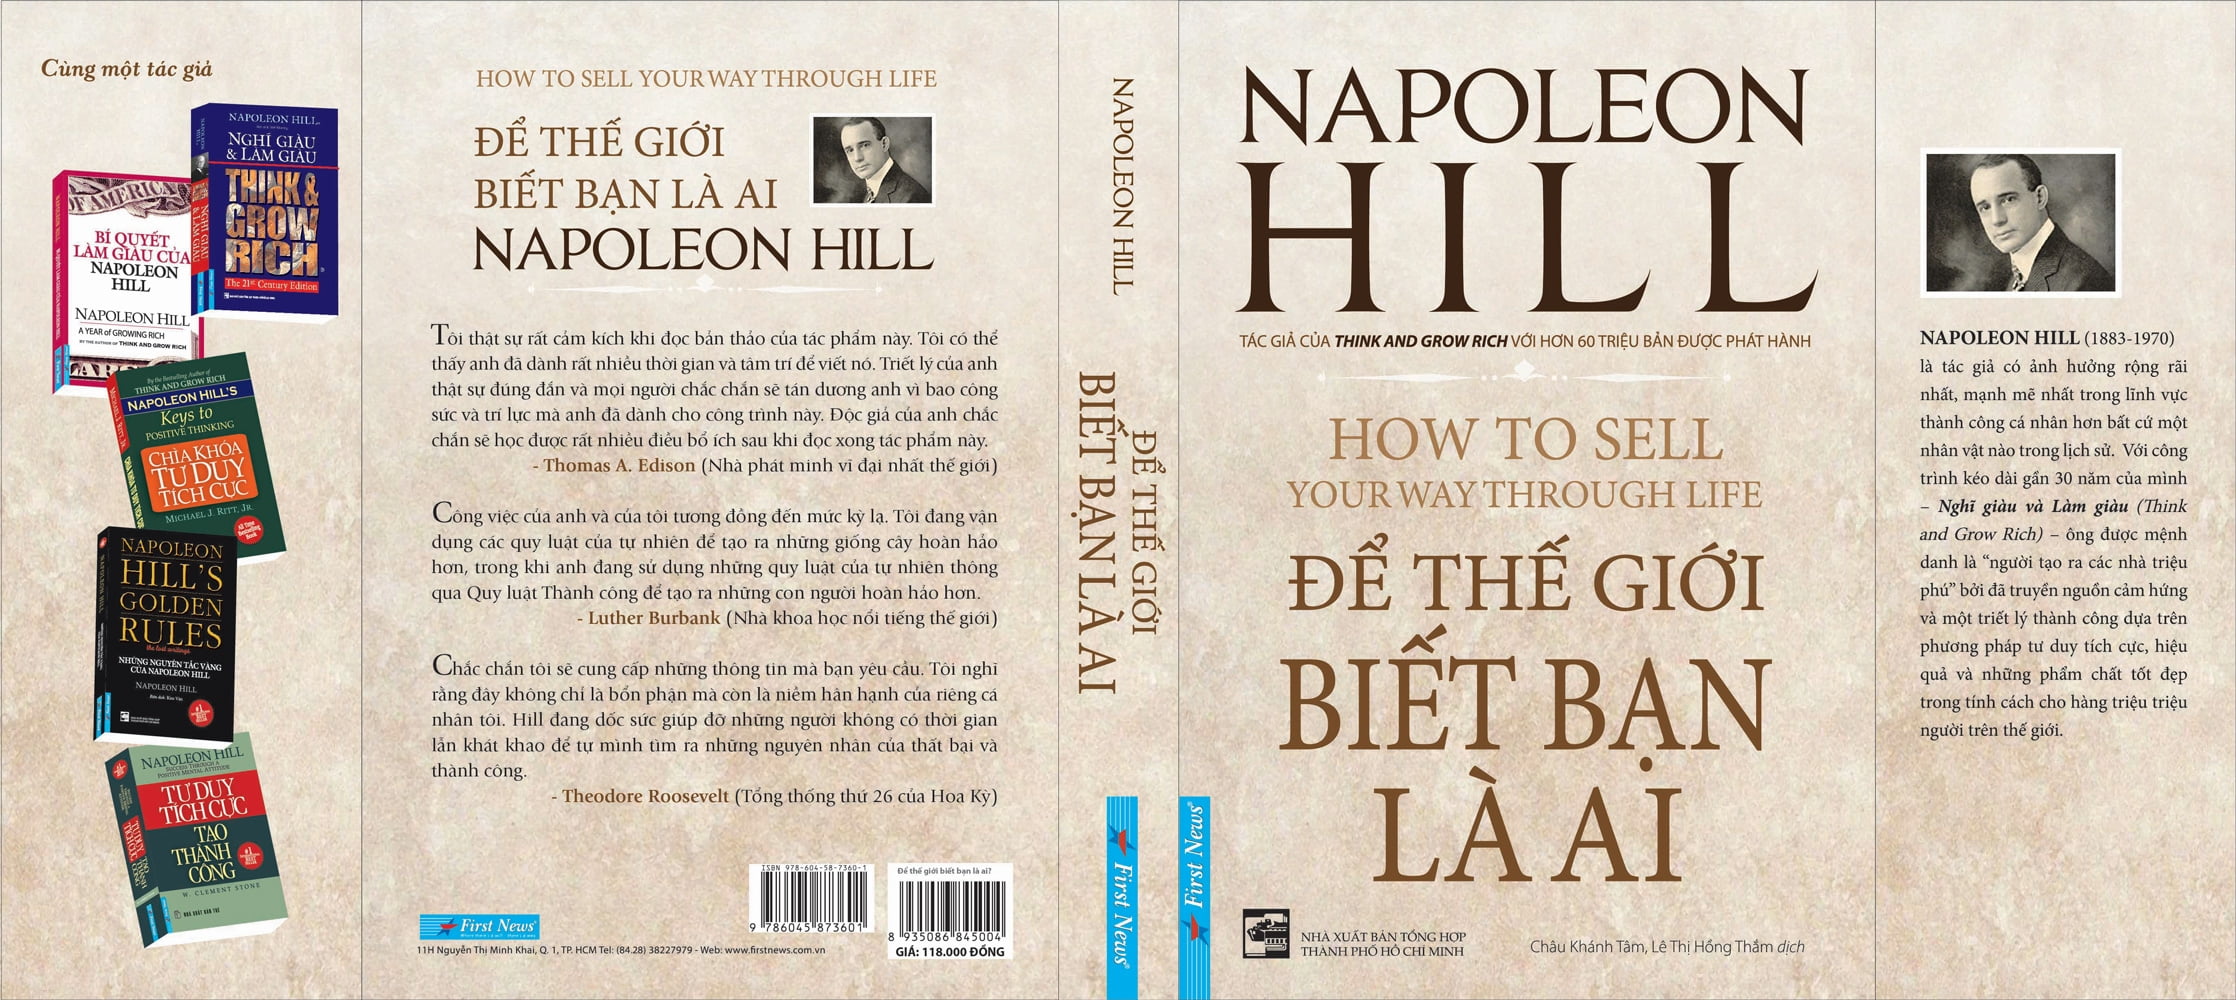 Cùng một tác giả
NAPOLEON HILL
NGHĨ GIÀU
& LÀM GIÀU
THINK &
GROW
RICH
The 21st Century Edition
OF AMERICA
BÍ QUYẾT
LÀM GIÀU CỦA
NAPOLEON
HILL
NAPOLEON HILL
A YEAR of GROWING RICH
BY THE AUTHOR OF THINK AND GROW RICH
By the Bestselling Author of
THINK AND GROW RICH
NAPOLEON HILL'S
Keys to
POSITIVE THINKING
CHÌA KHÓA
TƯ DUY
TÍCH CỰC
MICHAEL J. RITT, JR.
NAPOLEON
HILL'S
GOLDEN
RULES
the lost writings
NHỮNG NGUYÊN TẮC VÀNG
CỦA NAPOLEON HILL
NAPOLEON HILL
NAPOLEON HILL
SUCCESS THROUGH A
POSITIVE MENTAL ATTITUDE
TƯ DUY
TÍCH CỰC
TẠO
THÀNH
CÔNG
W. CLEMENT STONE
HOW TO SELL YOUR WAY THROUGH LIFE
ĐỂ THẾ GIỚI
BIẾT BẠN LÀ AI
NAPOLEON HILL
Tôi thật sự rất cảm kích khi đọc bản thảo của tác phẩm này. Tôi có thể
thấy anh đã dành rất nhiều thời gian và tâm trí để viết nó. Triết lý của anh
thật sự đúng đắn và mọi người chắc chắn sẽ tán dương anh vì bao công
sức và trí lực mà anh đã dành cho công trình này. Độc giả của anh chắc
chắn sẽ học được rất nhiều điều bổ ích sau khi đọc xong tác phẩm này.
- Thomas A. Edison (Nhà phát minh vĩ đại nhất thế giới)
Công việc của anh và của tôi tương đồng đến mức kỳ lạ. Tôi đang vận
dụng các quy luật của tự nhiên để tạo ra những giống cây hoàn hảo
hơn, trong khi anh đang sử dụng những quy luật của tự nhiên thông
qua Quy luật Thành công để tạo ra những con người hoàn hảo hơn.
- Luther Burbank (Nhà khoa học nổi tiếng thế giới)
Chắc chắn tôi sẽ cung cấp những thông tin mà bạn yêu cầu. Tôi nghĩ
rằng đây không chỉ là bổn phận mà còn là niềm hân hạnh của riêng cá
nhân tôi. Hill đang dốc sức giúp đỡ những người không có thời gian
lẫn khát khao để tự mình tìm ra những nguyên nhân của thất bại và
thành công.
- Theodore Roosevelt (Tổng thống thứ 26 của Hoa Kỳ)
First News
11H Nguyễn Thị Minh Khai, Q. 1, TP. HCM Tel: (84.28) 38227979 - Web: www.firstnews.com.vn
ISBN 978-604-58-7360-1
9 786045 873601
Để thế giới biết bạn là ai?
8 935086 845004
GIÁ: 118.000 ĐỒNG
NAPOLEON HILL
ĐỂ THẾ GIỚI
BIẾT BẠN LÀ AI
First News
First News
NAPOLEON
HILL
TÁC GIẢ CỦA THINK AND GROW RICH VỚI HƠN 60 TRIỆU BẢN ĐƯỢC PHÁT HÀNH
HOW TO SELL
YOUR WAY THROUGH LIFE
ĐỂ THẾ GIỚI
BIẾT BẠN
LÀ AI
NHÀ XUẤT BẢN TỔNG HỢP
THÀNH PHỐ HỒ CHÍ MINH
Châu Khánh Tâm, Lê Thị Hồng Thắm dịch
NAPOLEON HILL (1883-1970)
là tác giả có ảnh hưởng rộng rãi
nhất, mạnh mẽ nhất trong lĩnh vực
thành công cá nhân hơn bất cứ một
nhân vật nào trong lịch sử. Với công
trình kéo dài gần 30 năm của mình
– Nghĩ giàu và Làm giàu (Think
and Grow Rich) – ông được mệnh
danh là “người tạo ra các nhà triệu
phú” bởi đã truyền nguồn cảm hứng
và một triết lý thành công dựa trên
phương pháp tư duy tích cực, hiệu
quả và những phẩm chất tốt đẹp
trong tính cách cho hàng triệu triệu
người trên thế giới.